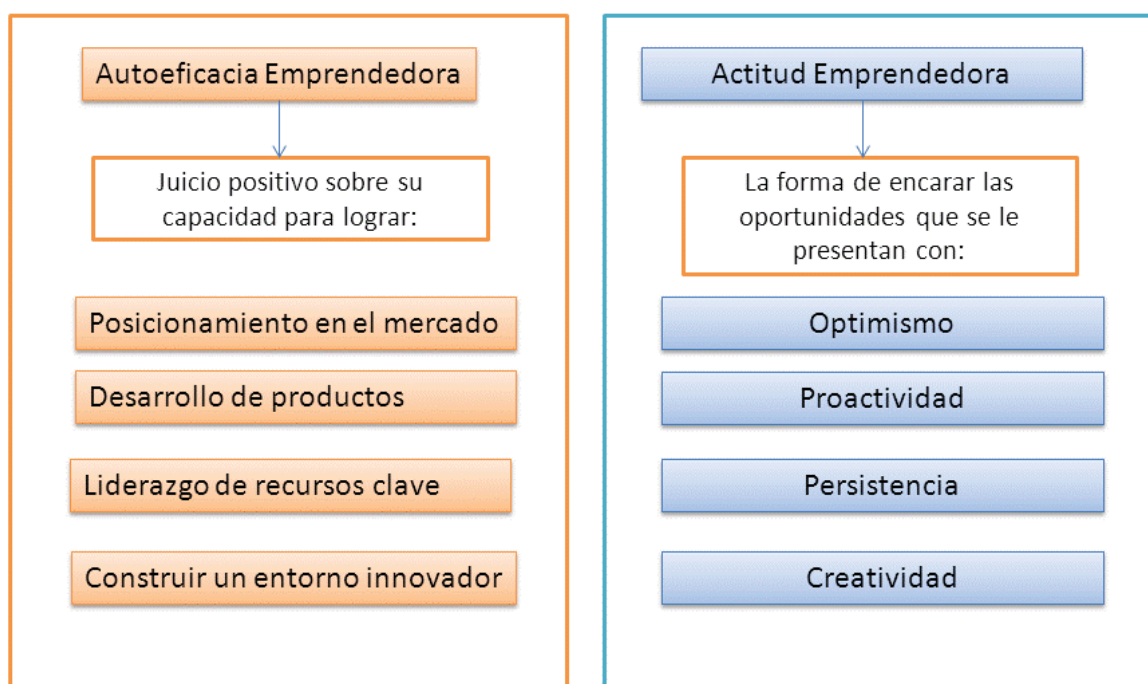 Autoeficacia Emprendedora
Juicio positivo sobre su
capacidad para lograr:
Posicionamiento en el mercado
Desarrollo de productos
Liderazgo de recursos clave
Construir un entorno innovador
Actitud Emprendedora
La forma de encarar las
oportunidades que se le
presentan con:
Optimismo
Proactividad
Persistencia
Creatividad